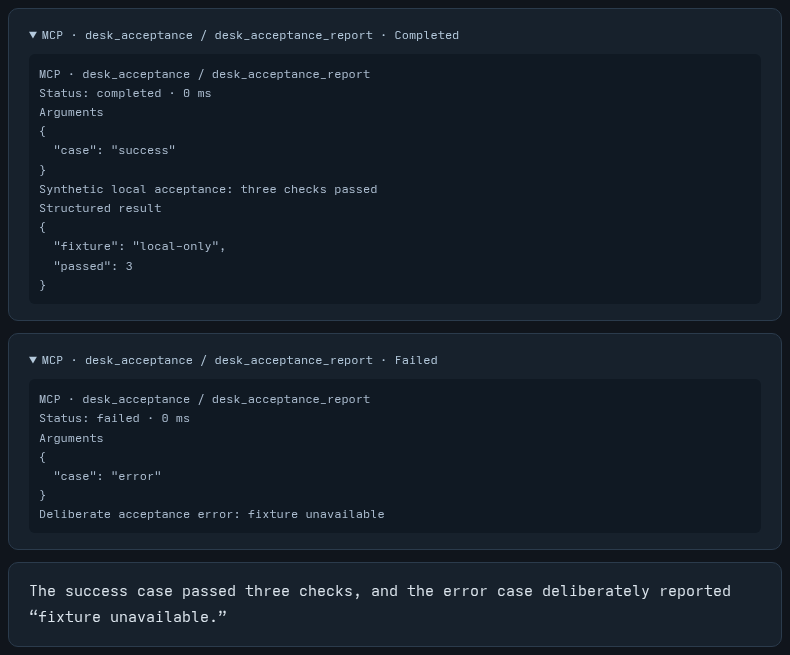 ▼ MCP · desk_acceptance / desk_acceptance_report · Completed
MCP · desk_acceptance / desk_acceptance_report
Status: completed · 0 ms
Arguments
{
  "case": "success"
}
Synthetic local acceptance: three checks passed
Structured result
{
  "fixture": "local-only",
  "passed": 3
}
▼ MCP · desk_acceptance / desk_acceptance_report · Failed
MCP · desk_acceptance / desk_acceptance_report
Status: failed · 0 ms
Arguments
{
  "case": "error"
}
Deliberate acceptance error: fixture unavailable
The success case passed three checks, and the error case deliberately reported
“fixture unavailable.”